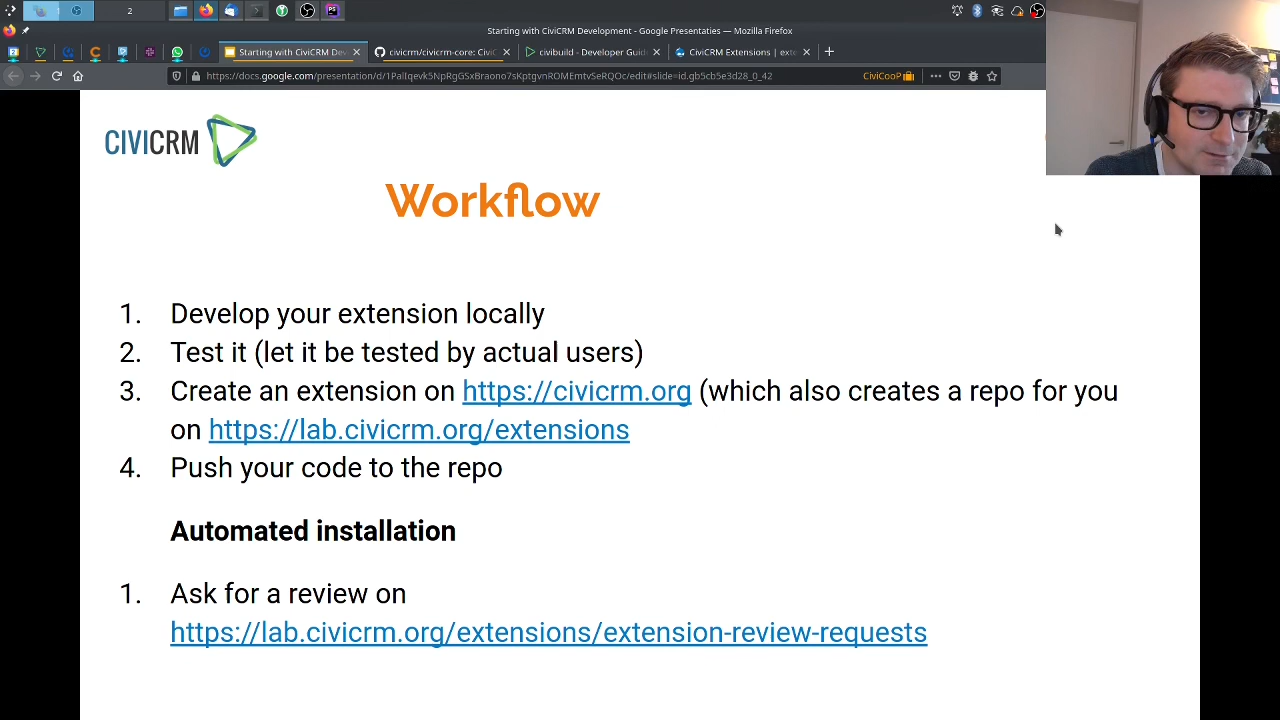 2
Starting with CiviCRM Development - Google Presentaties — Mozilla Firefox
Starting with CiviCRM Dev
civicrm/civicrm-core: CiviC
civibuild - Developer Guid
CiviCRM Extensions | exte
CiviCooP
CIVICRM
Workflow
1. Develop your extension locally
2. Test it (let it be tested by actual users)
3. Create an extension on https://civicrm.org (which also creates a repo for you
on https://lab.civicrm.org/extensions
4. Push your code to the repo
Automated installation
1. Ask for a review on
https://lab.civicrm.org/extensions/extension-review-requests